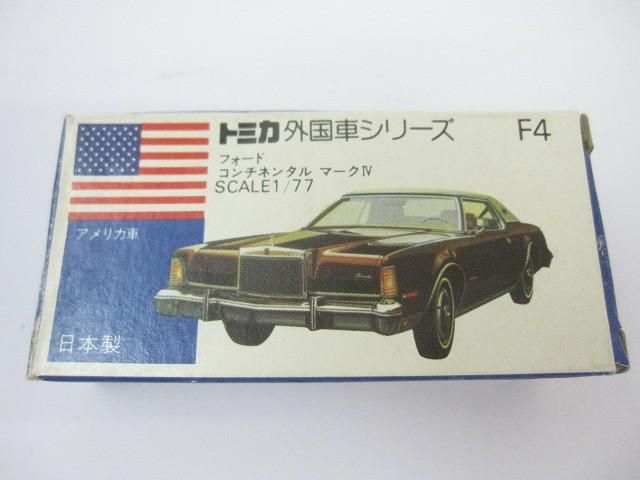 トミカ 外国車シリーズ F4
フォード
コンチネンタル マークⅣ
SCALE1/77
アメリカ車
日本製